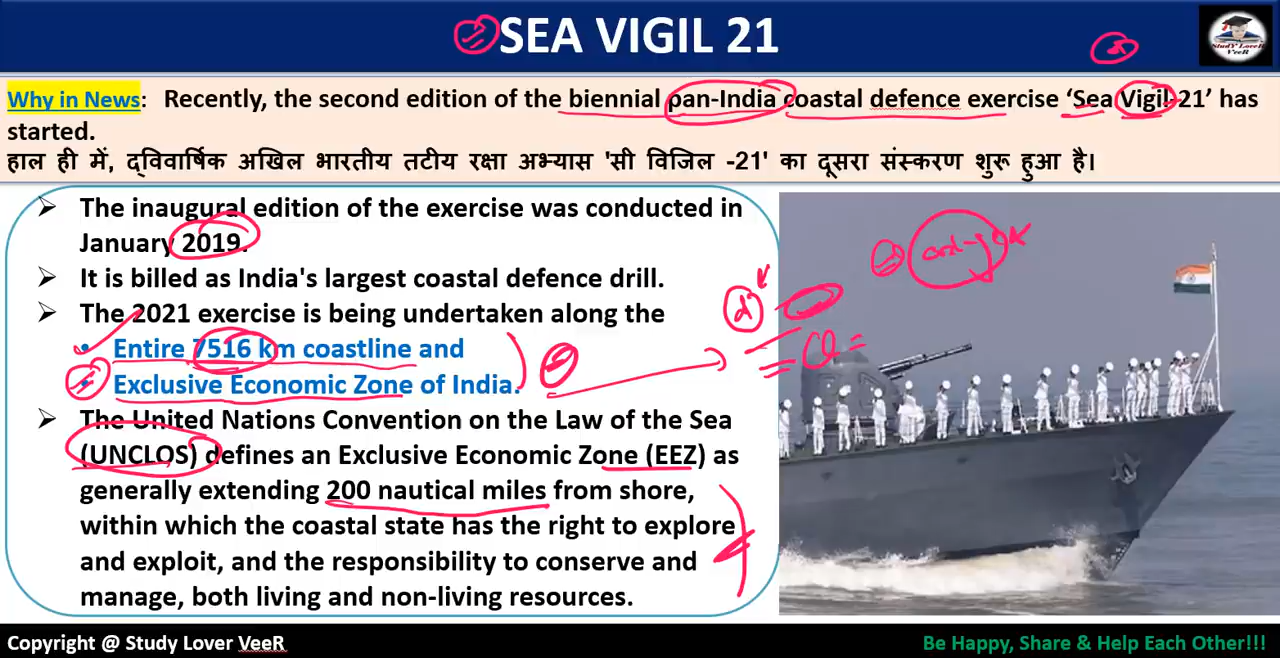 SEA VIGIL 21
StudY LoveR
VeeR
Why in News: Recently, the second edition of the biennial pan-India coastal defence exercise ‘Sea Vigil-21’ has
started.
हाल ही में, द्विवार्षिक अखिल भारतीय तटीय रक्षा अभ्यास 'सी विजिल -21' का दूसरा संस्करण शुरू हुआ है।
➢ The inaugural edition of the exercise was conducted in
January 2019.
➢ It is billed as India's largest coastal defence drill.
➢ The 2021 exercise is being undertaken along the
• Entire 7516 km coastline and
• Exclusive Economic Zone of India.
➢ The United Nations Convention on the Law of the Sea
(UNCLOS) defines an Exclusive Economic Zone (EEZ) as
generally extending 200 nautical miles from shore,
within which the coastal state has the right to explore
and exploit, and the responsibility to conserve and
manage, both living and non-living resources.
Copyright @ Study Lover VeeR
Be Happy, Share & Help Each Other!!!